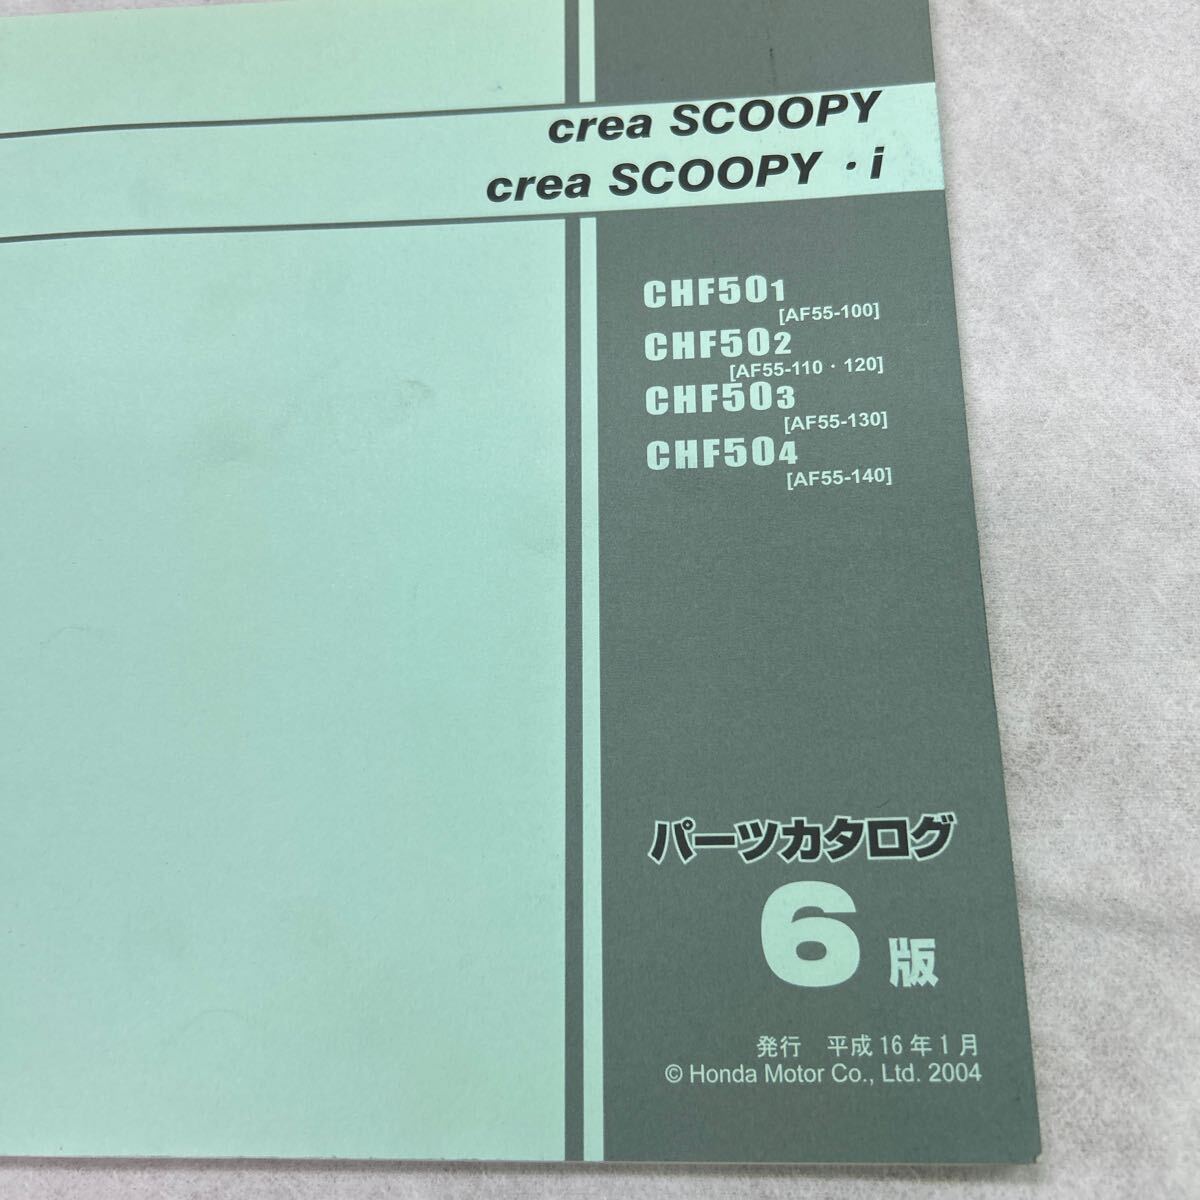 crea SCOOPY
crea SCOOPY・i
CHF501
[AF55-100]
CHF502
[AF55-110・120]
CHF503
[AF55-130]
CHF504
[AF55-140]
パーツカタログ
6版
発行 平成16年1月
© Honda Motor Co., Ltd. 2004